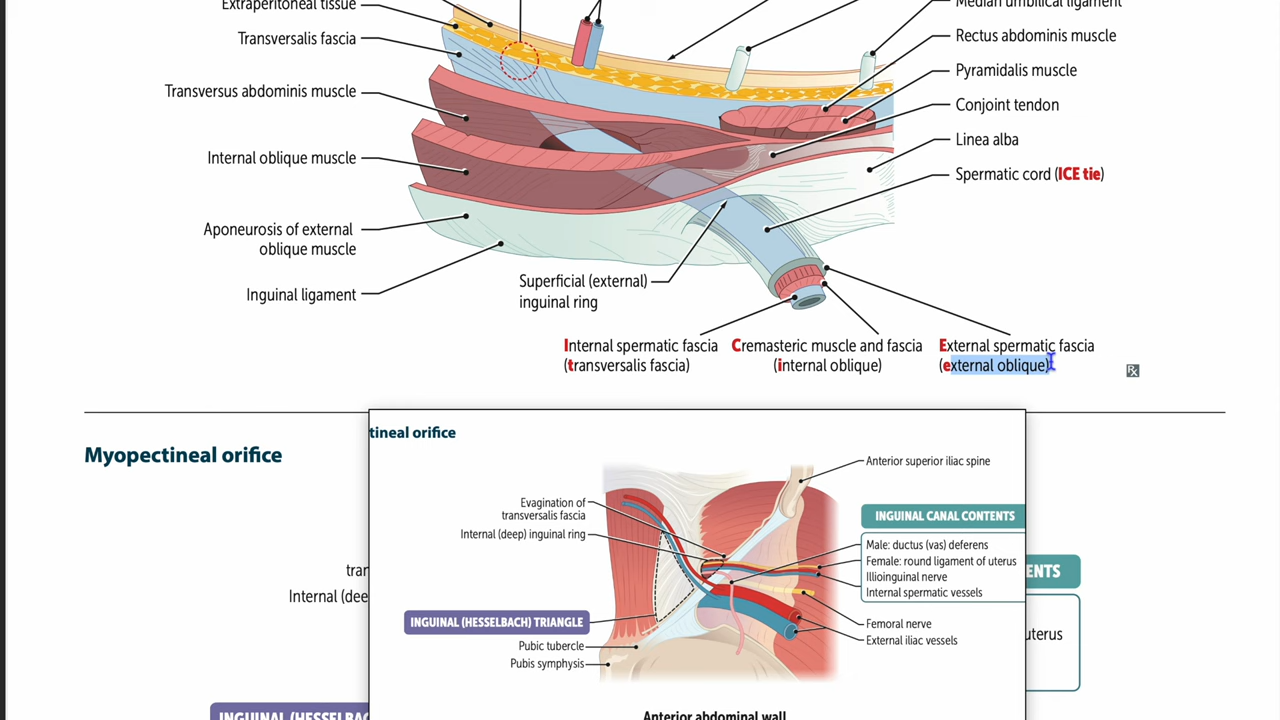 Extraperitoneal tissue
Transversalis fascia
Transversus abdominis muscle
Internal oblique muscle
Aponeurosis of external
oblique muscle
Inguinal ligament
Median umbilical ligament
Rectus abdominis muscle
Pyramidalis muscle
Conjoint tendon
Linea alba
Spermatic cord (ICE tie)
Superficial (external)
inguinal ring
Internal spermatic fascia
(transversalis fascia)
Cremasteric muscle and fascia
(internal oblique)
External spermatic fascia
(external oblique)
Rx
Myopectineal orifice
tran
Internal (dee
INGUINAL (HESSELBAC
ENTS
uterus
tineal orifice
Anterior superior iliac spine
Evagination of
transversalis fascia
Internal (deep) inguinal ring
INGUINAL CANAL CONTENTS
Male: ductus (vas) deferens
Female: round ligament of uterus
Illioinguinal nerve
Internal spermatic vessels
INGUINAL (HESSELBACH) TRIANGLE
Femoral nerve
External iliac vessels
Pubic tubercle
Pubis symphysis
Anterior abdominal wall